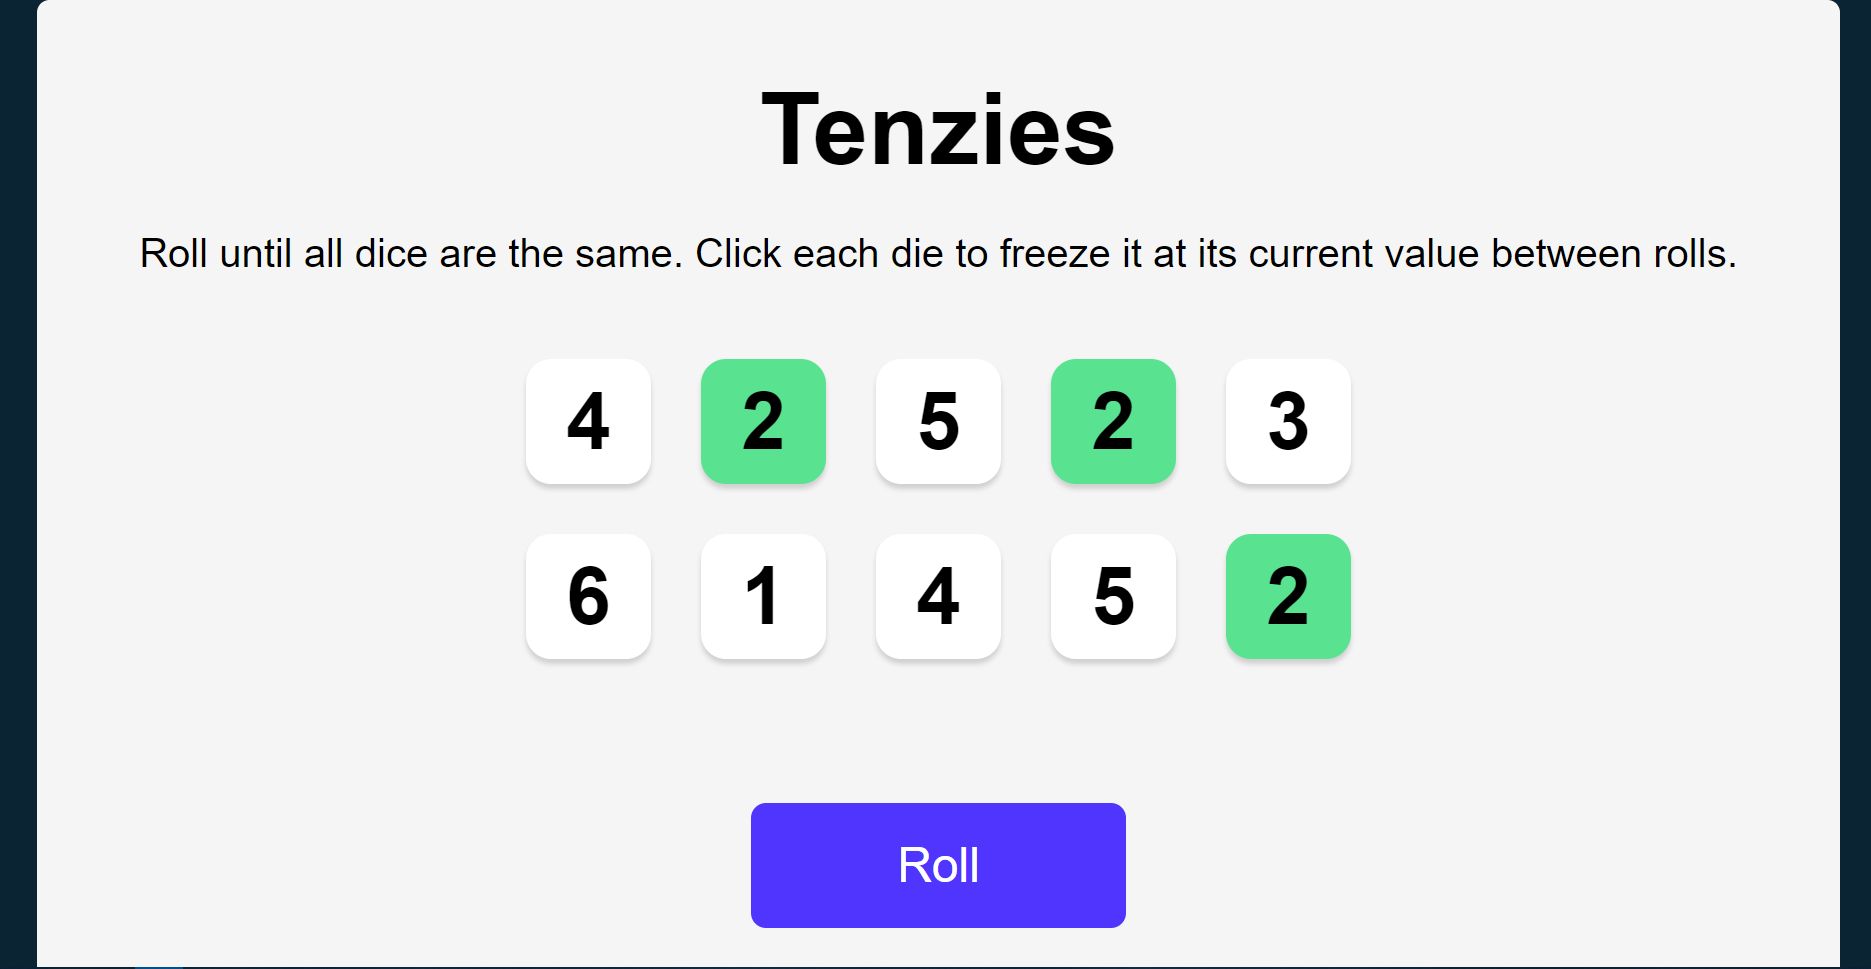 Tenzies
Roll until all dice are the same. Click each die to freeze it at its current value between rolls.
4 2 5 2 3
6 1 4 5 2
Roll